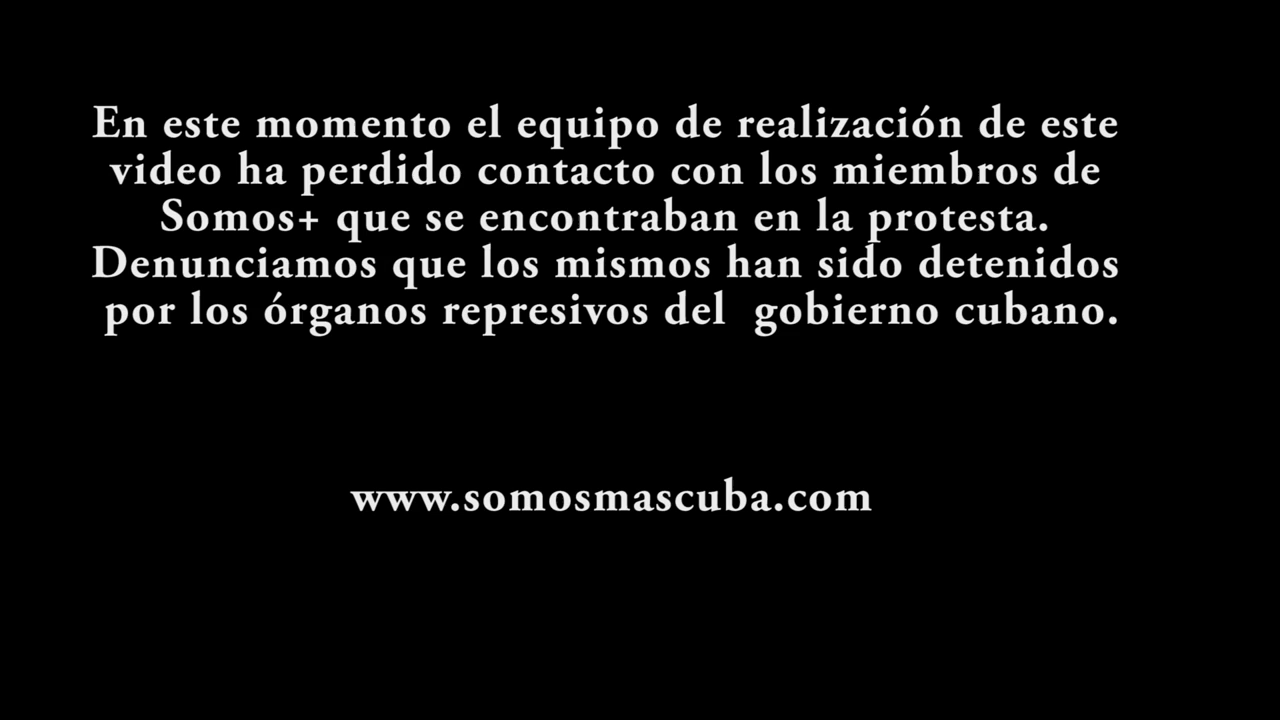 En este momento el equipo de realización de este
video ha perdido contacto con los miembros de
Somos+ que se encontraban en la protesta.
Denunciamos que los mismos han sido detenidos
por los órganos represivos del  gobierno cubano.
www.somosmascuba.com